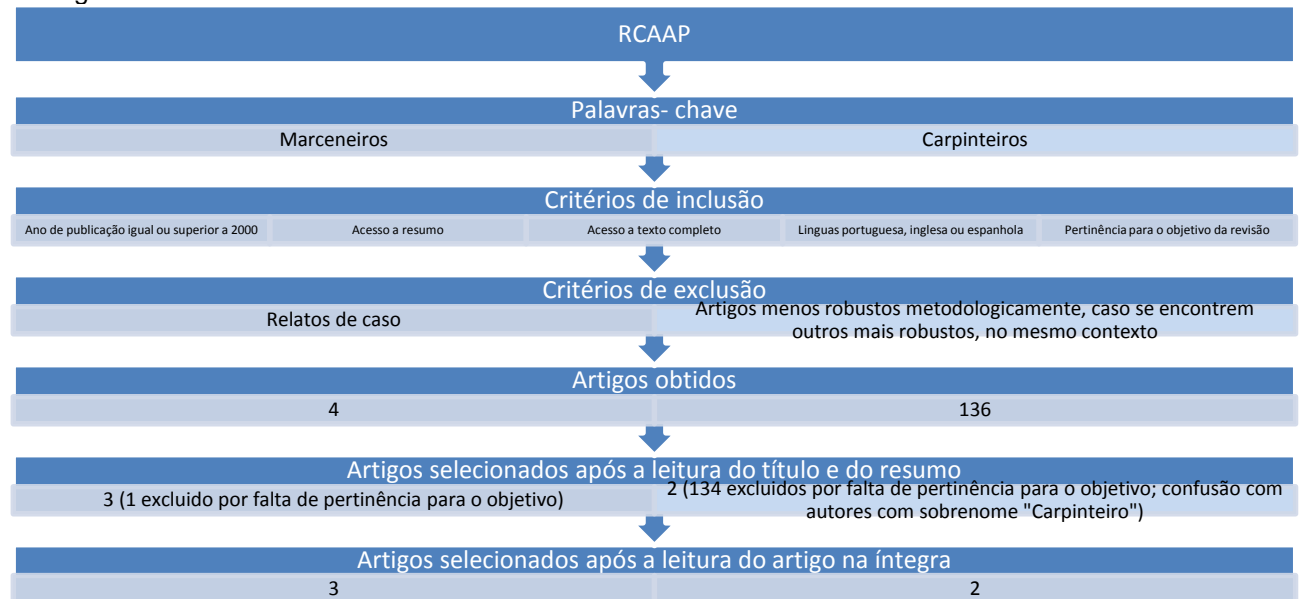 RCAAP
Palavras- chave
Marceneiros
Carpinteiros
Critérios de inclusão
Ano de publicação igual ou superior a 2000
Acesso a resumo
Acesso a texto completo
Linguas portuguesa, inglesa ou espanhola
Pertinência para o objetivo da revisão
Critérios de exclusão
Relatos de caso
Artigos menos robustos metodologicamente, caso se encontrem
outros mais robustos, no mesmo contexto
Artigos obtidos
4
136
Artigos selecionados após a leitura do título e do resumo
3 (1 excluido por falta de pertinência para o objetivo)
2 (134 excluidos por falta de pertinência para o objetivo; confusão com
autores com sobrenome "Carpinteiro")
Artigos selecionados após a leitura do artigo na íntegra
3
2